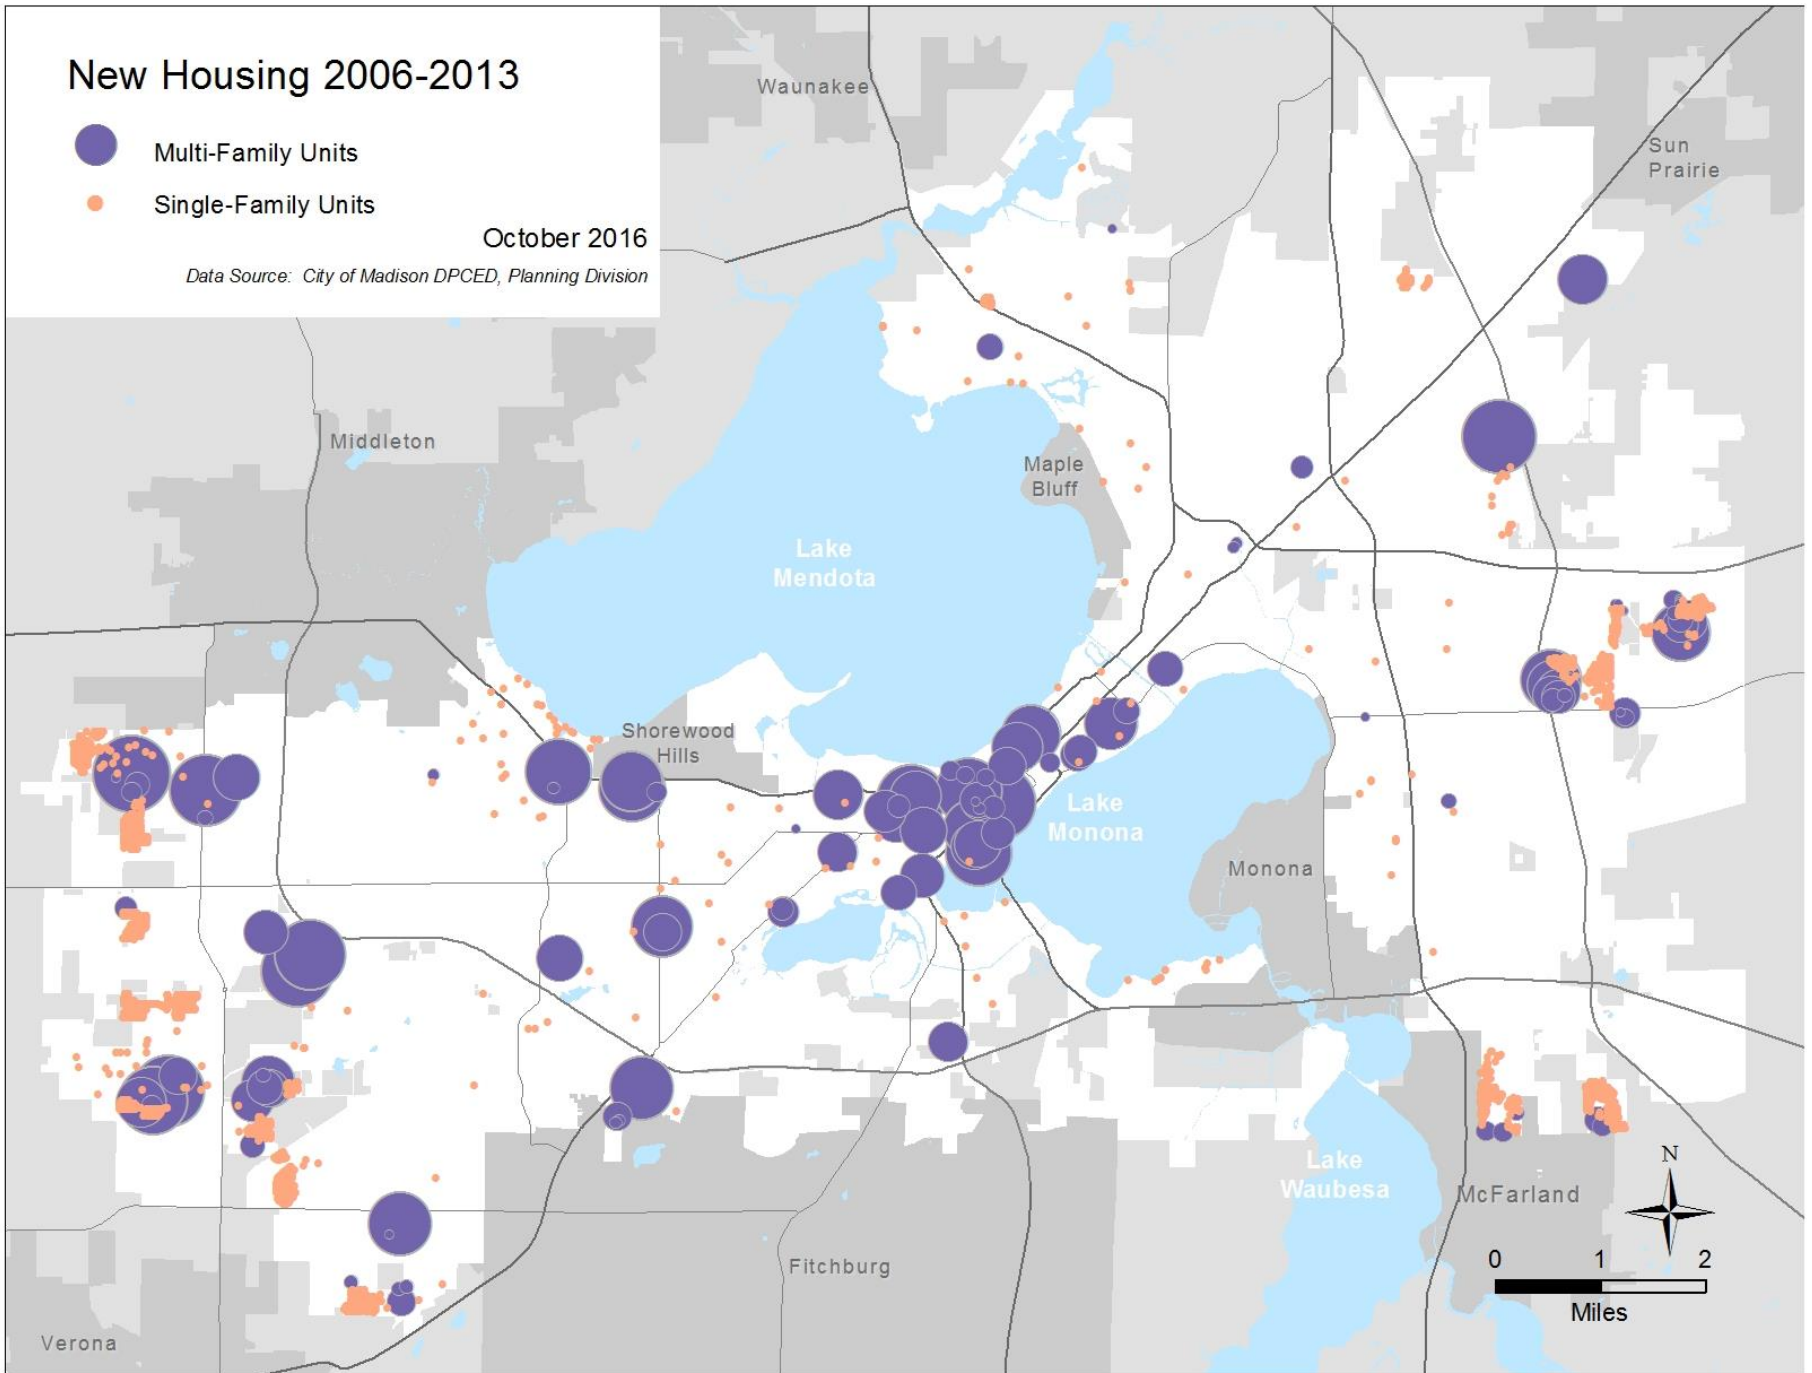 New Housing 2006-2013
Multi-Family Units
Single-Family Units
October 2016
Data Source: City of Madison DPCED, Planning Division
Waunakee
Sun
Prairie
Middleton
Maple
Bluff
Lake
Mendota
Shorewood
Hills
Lake
Monona
Monona
Lake
Waubesa
McFarland
N
Fitchburg
0 1 2
Miles
Verona